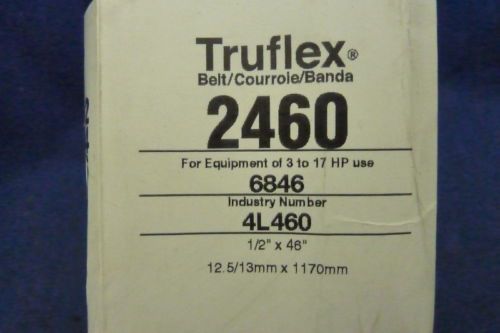 Truflex®
Belt/Courroie/Banda
2460
For Equipment of 3 to 17 HP use
6846
Industry Number
4L460
1/2" x 46"
12.5/13mm x 1170mm